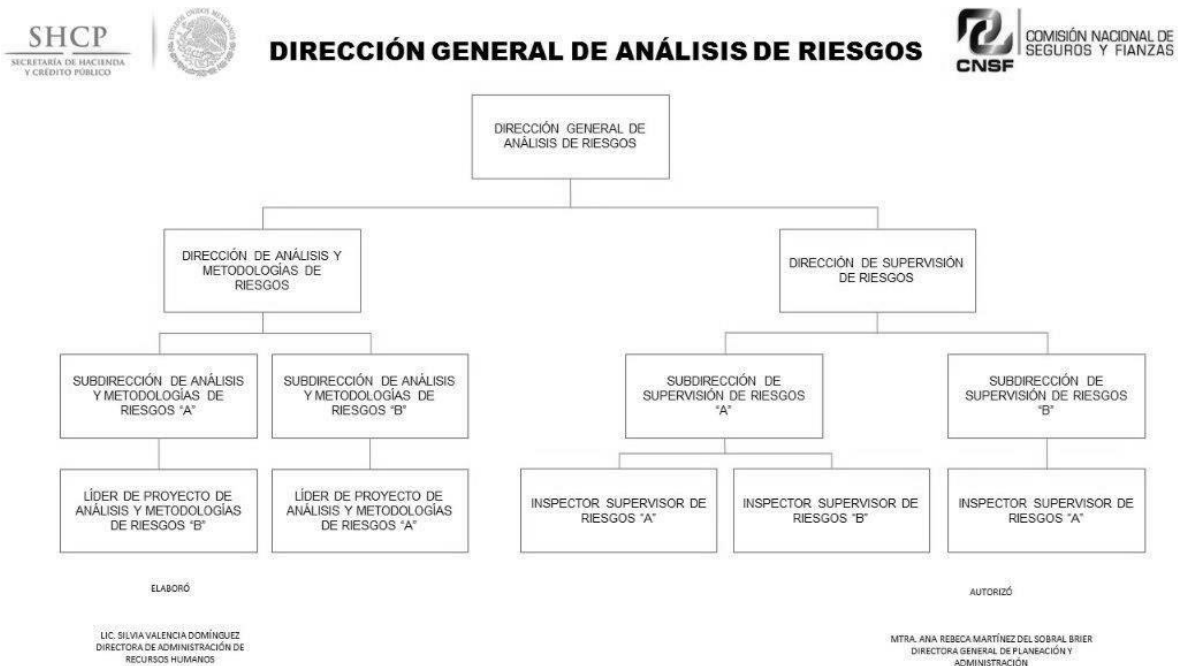 SHCP
SECRETARÍA DE HACIENDA
Y CRÉDITO PÚBLICO
ESTADOS UNIDOS MEXICANOS
DIRECCIÓN GENERAL DE ANÁLISIS DE RIESGOS
CNSF
COMISIÓN NACIONAL DE
SEGUROS Y FIANZAS
DIRECCIÓN GENERAL DE
ANÁLISIS DE RIESGOS
DIRECCIÓN DE ANÁLISIS Y
METODOLOGÍAS DE
RIESGOS
DIRECCIÓN DE SUPERVISIÓN
DE RIESGOS
SUBDIRECCIÓN DE ANÁLISIS
Y METODOLOGÍAS DE
RIESGOS "A"
SUBDIRECCIÓN DE ANÁLISIS
Y METODOLOGÍAS DE
RIESGOS "B"
SUBDIRECCIÓN DE
SUPERVISIÓN DE RIESGOS
"A"
SUBDIRECCIÓN DE
SUPERVISIÓN DE RIESGOS
"B"
LÍDER DE PROYECTO DE
ANÁLISIS Y METODOLOGÍAS
DE RIESGOS "B"
LÍDER DE PROYECTO DE
ANÁLISIS Y METODOLOGÍAS
DE RIESGOS "A"
INSPECTOR SUPERVISOR DE
RIESGOS "A"
INSPECTOR SUPERVISOR DE
RIESGOS "B"
INSPECTOR SUPERVISOR DE
RIESGOS "A"
ELABORÓ
LIC. SILVIA VALENCIA DOMÍNGUEZ
DIRECTORA DE ADMINISTRACIÓN DE
RECURSOS HUMANOS
AUTORIZÓ
MTRA. ANA REBECA MARTÍNEZ DEL SOBRAL BRIER
DIRECTORA GENERAL DE PLANEACIÓN Y
ADMINISTRACIÓN